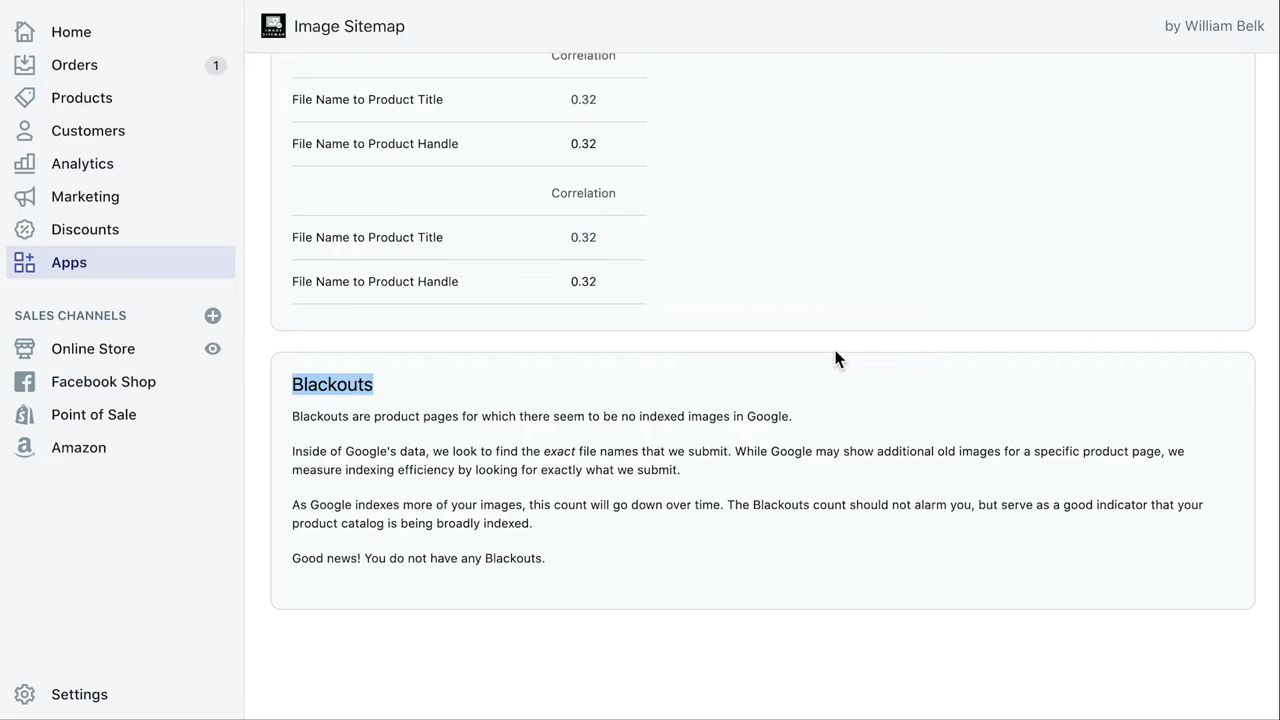 Home
Orders 1
Products
Customers
Analytics
Marketing
Discounts
Apps
SALES CHANNELS
Online Store
Facebook Shop
Point of Sale
Amazon
Settings
IMAGE SITEMAP Image Sitemap by William Belk
Correlation
File Name to Product Title 0.32
File Name to Product Handle 0.32
Correlation
File Name to Product Title 0.32
File Name to Product Handle 0.32
Blackouts
Blackouts are product pages for which there seem to be no indexed images in Google.
Inside of Google's data, we look to find the exact file names that we submit. While Google may show additional old images for a specific product page, we
measure indexing efficiency by looking for exactly what we submit.
As Google indexes more of your images, this count will go down over time. The Blackouts count should not alarm you, but serve as a good indicator that your
product catalog is being broadly indexed.
Good news! You do not have any Blackouts.